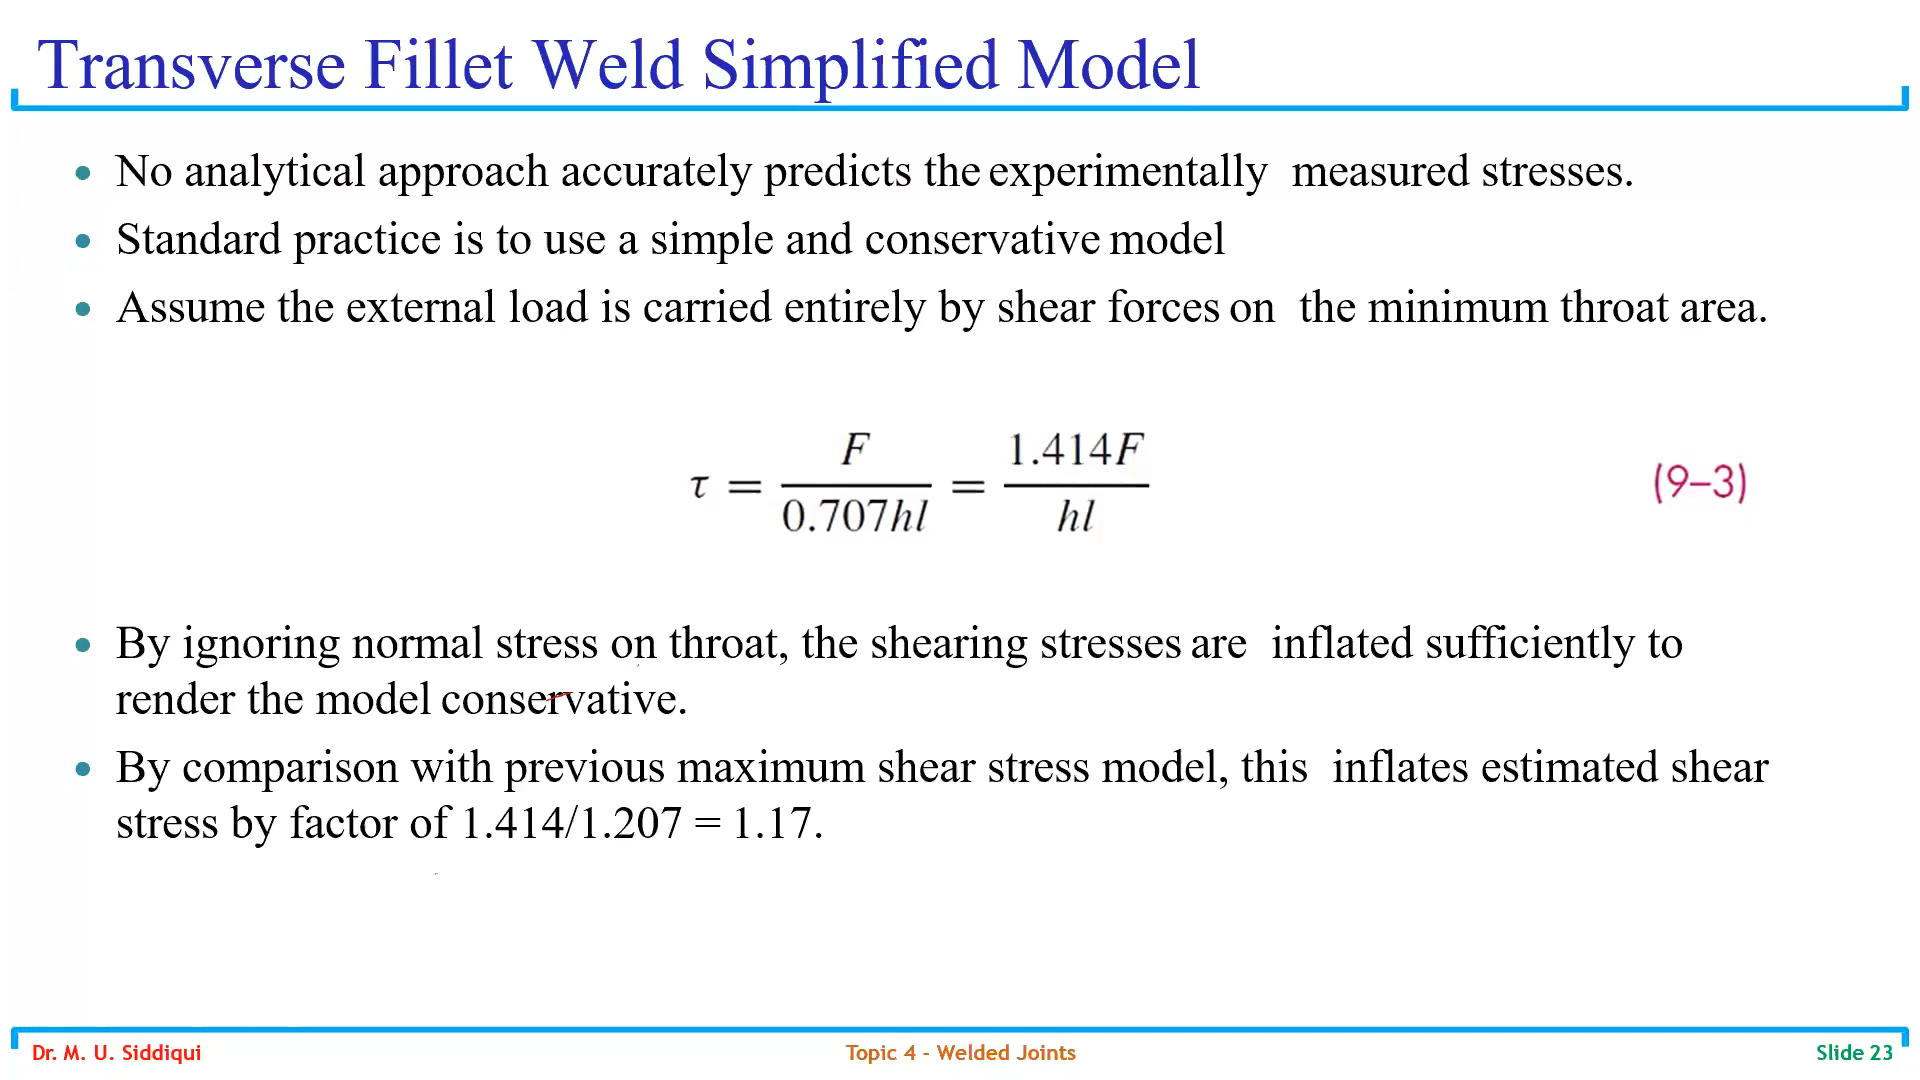 Transverse Fillet Weld Simplified Model
• No analytical approach accurately predicts the experimentally measured stresses.
• Standard practice is to use a simple and conservative model
• Assume the external load is carried entirely by shear forces on the minimum throat area.
τ = F / 0.707hl = 1.414F / hl (9–3)
• By ignoring normal stress on throat, the shearing stresses are inflated sufficiently to
render the model conservative.
• By comparison with previous maximum shear stress model, this inflates estimated shear
stress by factor of 1.414/1.207 = 1.17.
Dr. M. U. Siddiqui Topic 4 - Welded Joints Slide 23